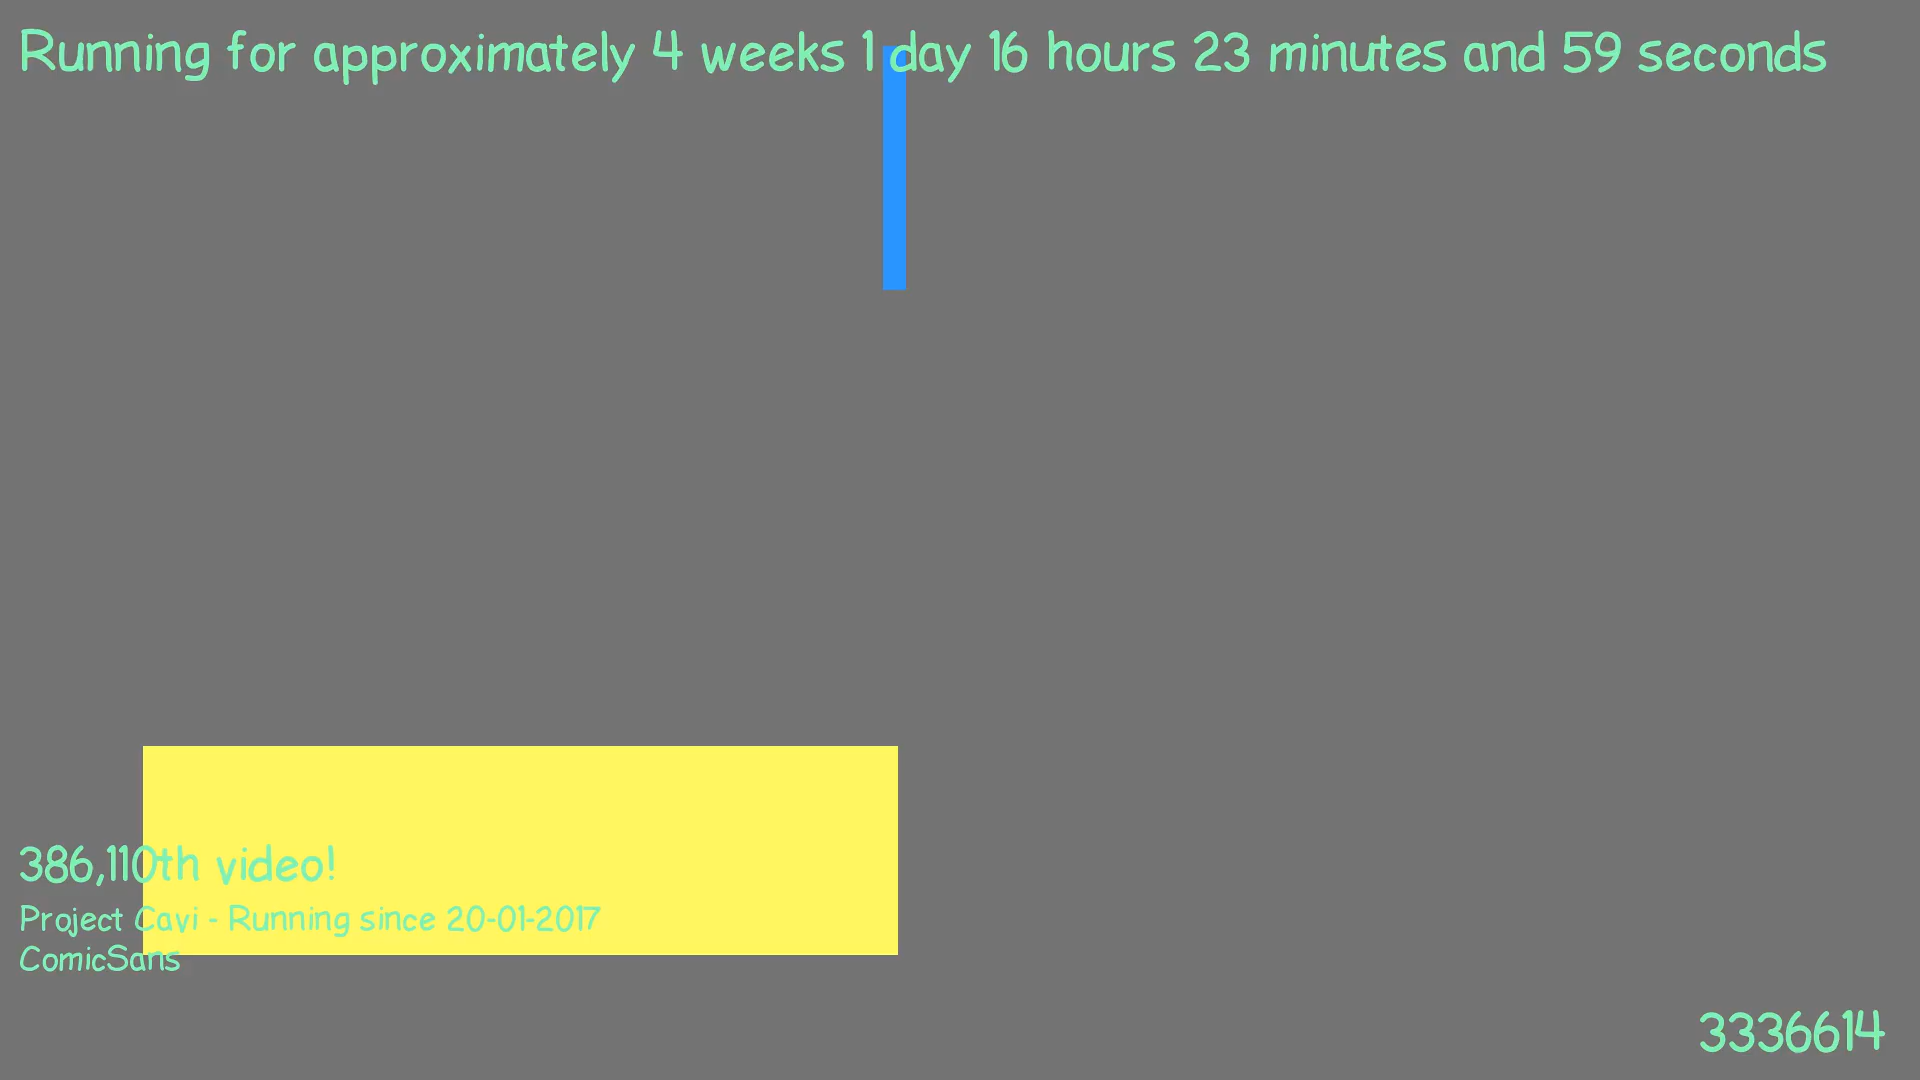 Running for approximately 4 weeks 1 day 16 hours 23 minutes and 59 seconds
386,110th video!
Project Cavi - Running since 20-01-2017
ComicSans
3336614